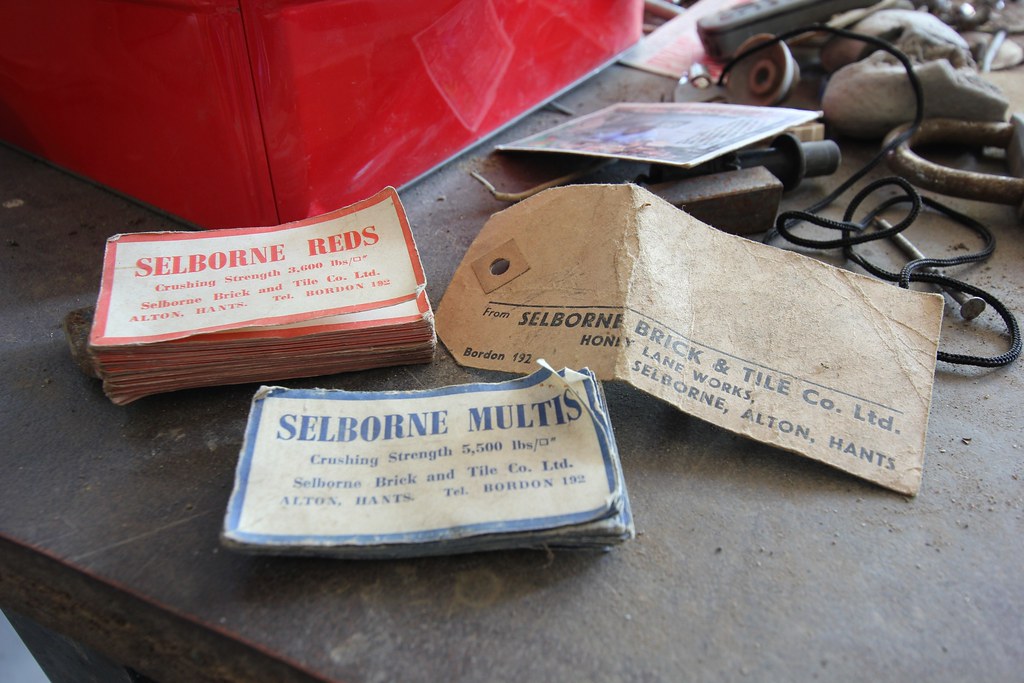 SELBORNE REDS
Crushing Strength 3,600 lbs/□"
Selborne Brick and Tile Co. Ltd.
ALTON, HANTS. Tel. BORDON 192
SELBORNE MULTIS
Crushing Strength 5,500 lbs/□"
Selborne Brick and Tile Co. Ltd.
ALTON, HANTS. Tel. BORDON 192
From SELBORNE BRICK & TILE Co. Ltd.
HONEY LANE WORKS,
Bordon 192 SELBORNE, ALTON, HANTS